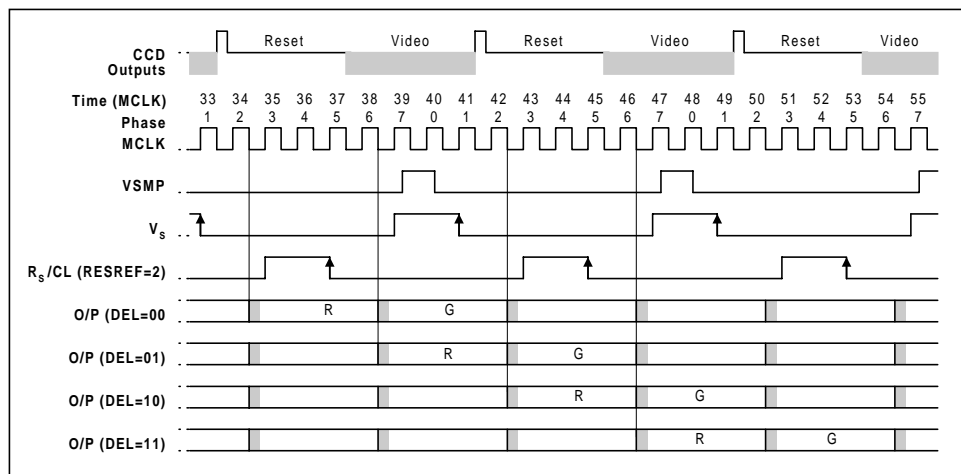 Reset Video Reset Video Reset Video
CCD
Outputs
Time (MCLK) 33 34 35 36 37 38 39 40 41 42 43 44 45 46 47 48 49 50 51 52 53 54 55
Phase 1 2 3 4 5 6 7 0 1 2 3 4 5 6 7 0 1 2 3 4 5 6 7
MCLK
VSMP
VS
RS/CL (RESREF=2)
O/P (DEL=00 R G
O/P (DEL=01) R G
O/P (DEL=10) R G
O/P (DEL=11) R G